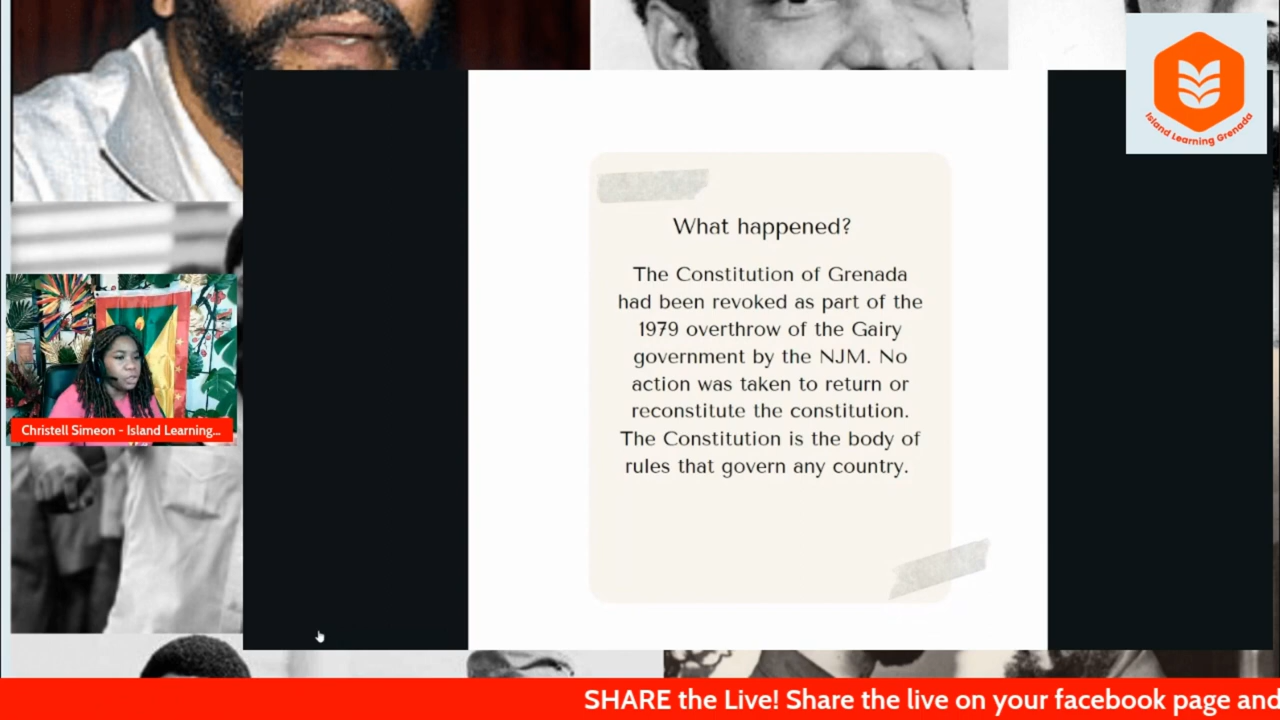 Island Learning Grenada
What happened?
The Constitution of Grenada
had been revoked as part of the
1979 overthrow of the Gairy
government by the NJM. No
action was taken to return or
reconstitute the constitution.
The Constitution is the body of
rules that govern any country.
Christell Simeon - Island Learning...
SHARE the Live! Share the live on your facebook page and